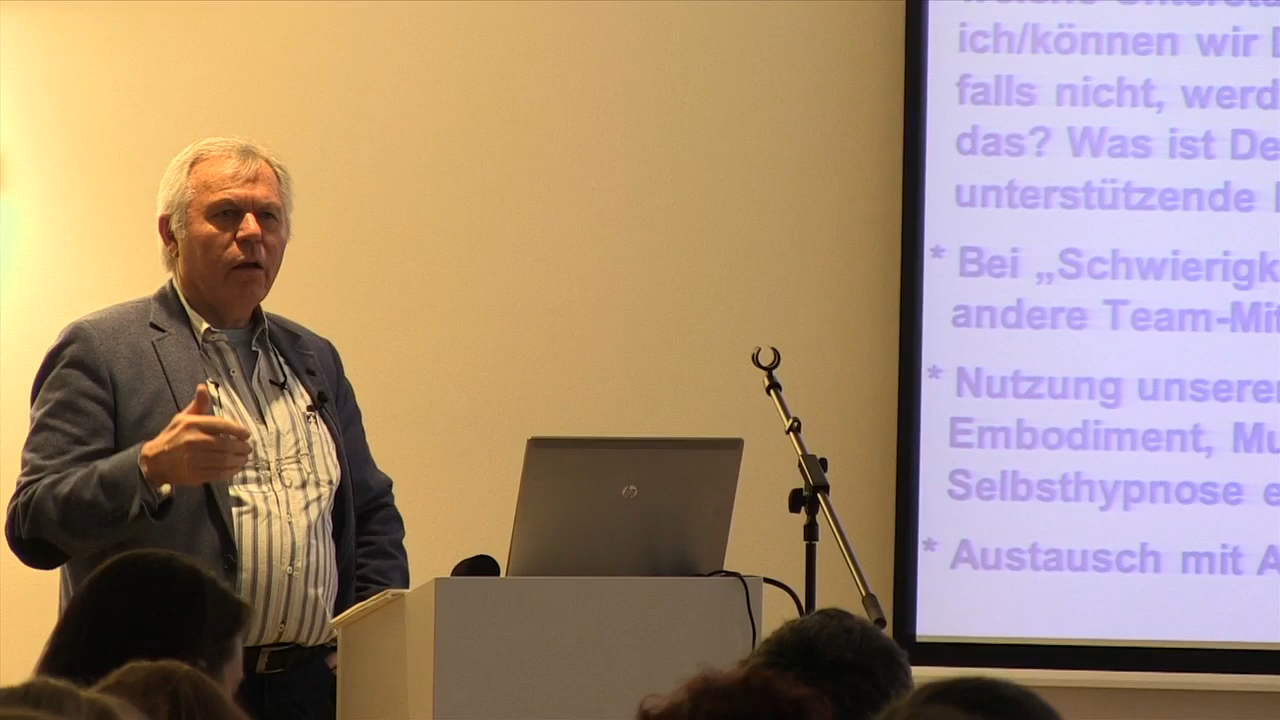 ich/können wir
falls nicht, werd
das? Was ist De
unterstützende
* Bei „Schwierigk
andere Team-Mit
* Nutzung unserer
Embodiment, Mu
Selbsthypnose e
* Austausch mit A
hp